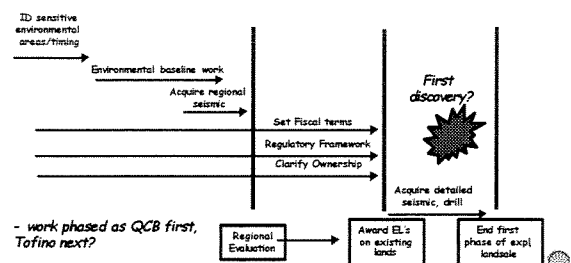 ID sensitive
environmental
areas/timing
Environmental baseline work
Acquire regional
seismic
First
discovery?
Set Fiscal terms
Regulatory Framework
Clarify Ownership
Acquire detailed
seismic, drill
- work phased as QCB first,
Tofino next?
Regional
Evaluation
Award EL's
on existing
lands
End first
phase of expl
landsale